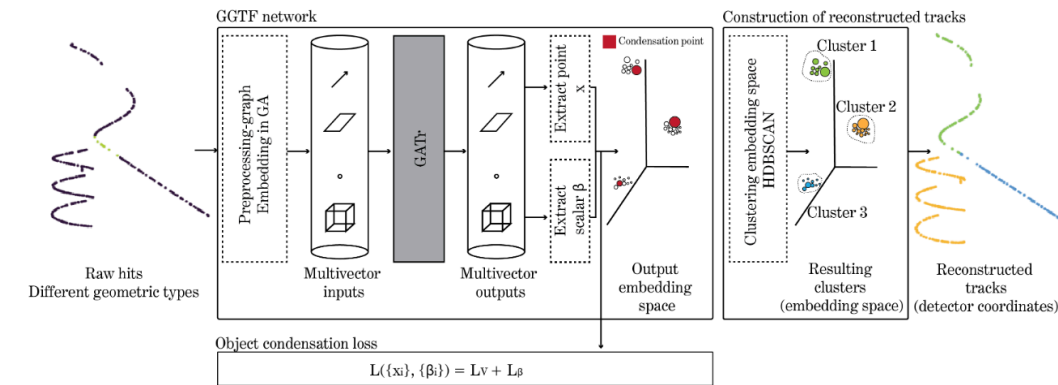 GGTF network
Construction of reconstructed tracks
Preprocessing-graph
Embedding in GA
GATr
Extract point
x
Extract
scalar β
Condensation point
Clustering embedding space
HDBSCAN
Cluster 1
Cluster 2
Cluster 3
Raw hits
Different geometric types
Multivector
inputs
Multivector
outputs
Output
embedding
space
Resulting
clusters
(embedding space)
Reconstructed
tracks
(detector coordinates)
Object condensation loss
L({xi}, {βi}) = LV + Lβ